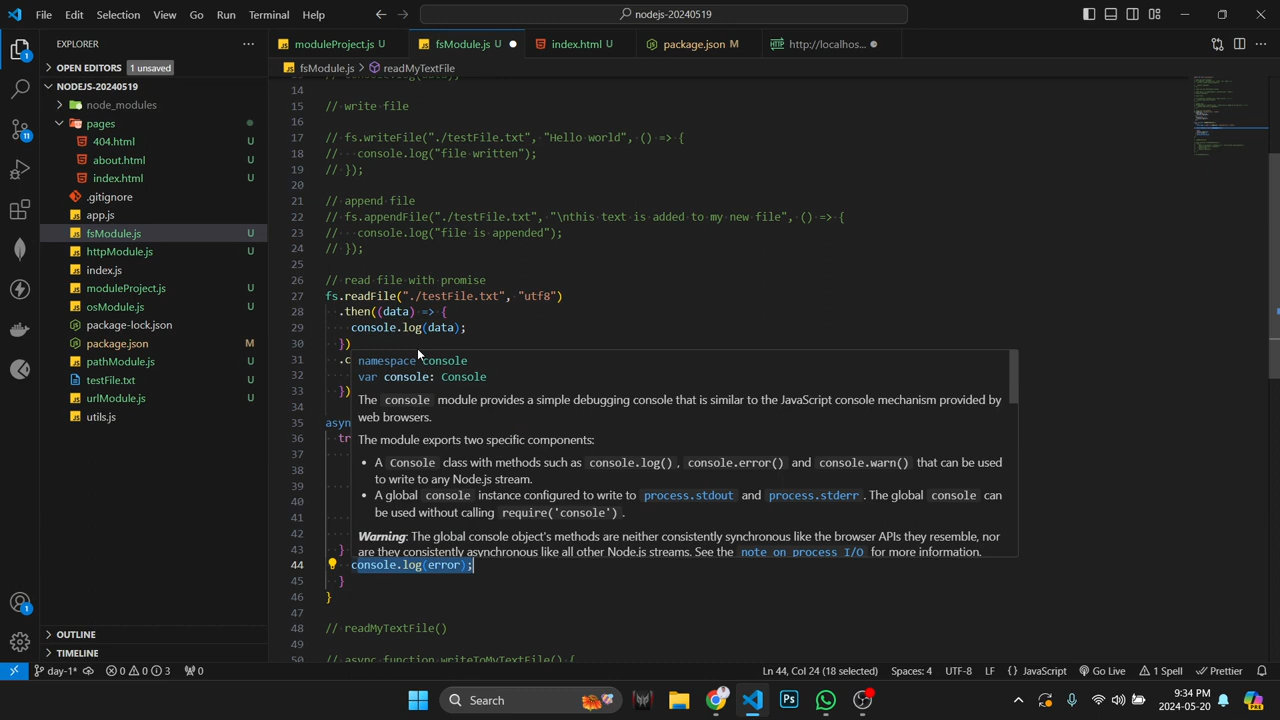 File Edit Selection View Go Run Terminal Help
nodejs-20240519
EXPLORER
moduleProject.js U
fsModule.js U
index.html U
package.json M
http://localhos...
OPEN EDITORS 1 unsaved
fsModule.js > readMyTextFile
NODEJS-20240519
node_modules
pages
404.html U
about.html U
index.html U
.gitignore
app.js U
fsModule.js U
httpModule.js U
index.js
moduleProject.js U
osModule.js U
package-lock.json
package.json M
pathModule.js U
testFile.txt U
urlModule.js U
utils.js
OUTLINE
TIMELINE
14
15 // write file
16
17 // fs.writeFile("./testFile.txt", "Hello world", () => {
18 // console.log("file written");
19 // });
20
21 // append file
22 // fs.appendFile("./testFile.txt", "\nthis text is added to my new file", () => {
23 // console.log("file is appended");
24 // });
25
26 // read file with promise
27 fs.readFile("./testFile.txt", "utf8")
28 .then((data) => {
29 console.log(data);
30 })
31 .c
32
33 })
34
35 asyn
36 tr
37
38
39
40
41
42
43 }
44 console.log(error);
45 }
46 }
47
48 // readMyTextFile()
49
50 // async function writeToMyTextFile() {
namespace console
var console: Console
The console module provides a simple debugging console that is similar to the JavaScript console mechanism provided by
web browsers.
The module exports two specific components:
• A Console class with methods such as console.log(), console.error() and console.warn() that can be used
to write to any Node.js stream.
• A global console instance configured to write to process.stdout and process.stderr. The global console can
be used without calling require('console').
Warning: The global console object's methods are neither consistently synchronous like the browser APIs they resemble, nor
are they consistently asynchronous like all other Node.js streams. See the note on process I/O for more information.
day-1* 0 0 3 0
Ln 44, Col 24 (18 selected) Spaces: 4 UTF-8 LF {} JavaScript Go Live 1 Spell Prettier
Search
9:34 PM
2024-05-20